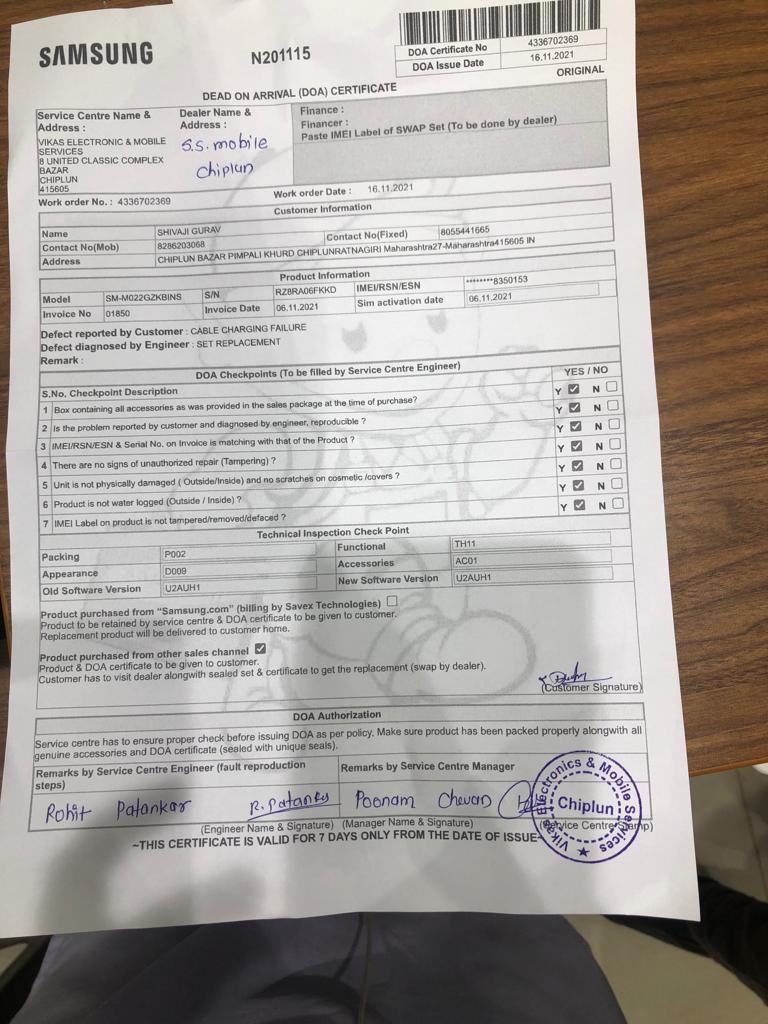 SAMSUNG
N201115
DOA Certificate No 4336702369
DOA Issue Date 16.11.2021
ORIGINAL
DEAD ON ARRIVAL (DOA) CERTIFICATE
Service Centre Name & Address :
VIKAS ELECTRONIC & MOBILE
SERVICES
8 UNITED CLASSIC COMPLEX
BAZAR
CHIPLUN
415605
Dealer Name & Address :
S.S. mobile
chiplun
Finance :
Financer :
Paste IMEI Label of SWAP Set (To be done by dealer)
Work order No. : 4336702369
Work order Date : 16.11.2021
Customer Information
Name SHIVAJI GURAV
Contact No(Mob) 8286203068 Contact No(Fixed) 8055441665
Address CHIPLUN BAZAR PIMPALI KHURD CHIPLUNRATNAGIRI Maharashtra27-Maharashtra415605 IN
Product Information
Model SM-M022GZKBINS S/N RZ8RA06FKKD IMEI/RSN/ESN ********8350153
Invoice No 01850 Invoice Date 06.11.2021 Sim activation date 06.11.2021
Defect reported by Customer : CABLE CHARGING FAILURE
Defect diagnosed by Engineer : SET REPLACEMENT
Remark :
DOA Checkpoints (To be filled by Service Centre Engineer)
S.No. Checkpoint Description YES / NO
1 Box containing all accessories as was provided in the sales package at the time of purchase? Y N
2 Is the problem reported by customer and diagnosed by engineer, reproducible ? Y N
3 IMEI/RSN/ESN & Serial No. on Invoice is matching with that of the Product ? Y N
4 There are no signs of unauthorized repair (Tampering) ? Y N
5 Unit is not physically damaged ( Outside/Inside) and no scratches on cosmetic /covers ? Y N
6 Product is not water logged (Outside / Inside) ? Y N
7 IMEI Label on product is not tampered/removed/defaced ? Y N
Technical Inspection Check Point
Packing P002 Functional TH11
Appearance D009 Accessories AC01
Old Software Version U2AUH1 New Software Version U2AUH1
Product purchased from "Samsung.com" (billing by Savex Technologies)
Product to be retained by service centre & DOA certificate to be given to customer.
Replacement product will be delivered to customer home.
Product purchased from other sales channel
Product & DOA certificate to be given to customer.
Customer has to visit dealer alongwith sealed set & certificate to get the replacement (swap by dealer).
(Customer Signature)
DOA Authorization
Service centre has to ensure proper check before issuing DOA as per policy. Make sure product has been packed properly alongwith all
genuine accessories and DOA certificate (sealed with unique seals).
Remarks by Service Centre Engineer (fault reproduction steps)
Remarks by Service Centre Manager
Rohit Patankar R. Patankar Poonam Chavan
Vikas Electronics & Mobile Services
Chiplun
(Engineer Name & Signature) (Manager Name & Signature) (Service Centre Stamp)
~THIS CERTIFICATE IS VALID FOR 7 DAYS ONLY FROM THE DATE OF ISSUE~